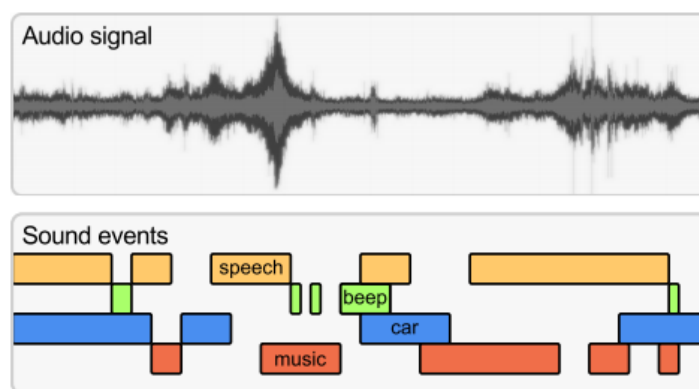 Audio signal
Sound events
speech
beep
car
music